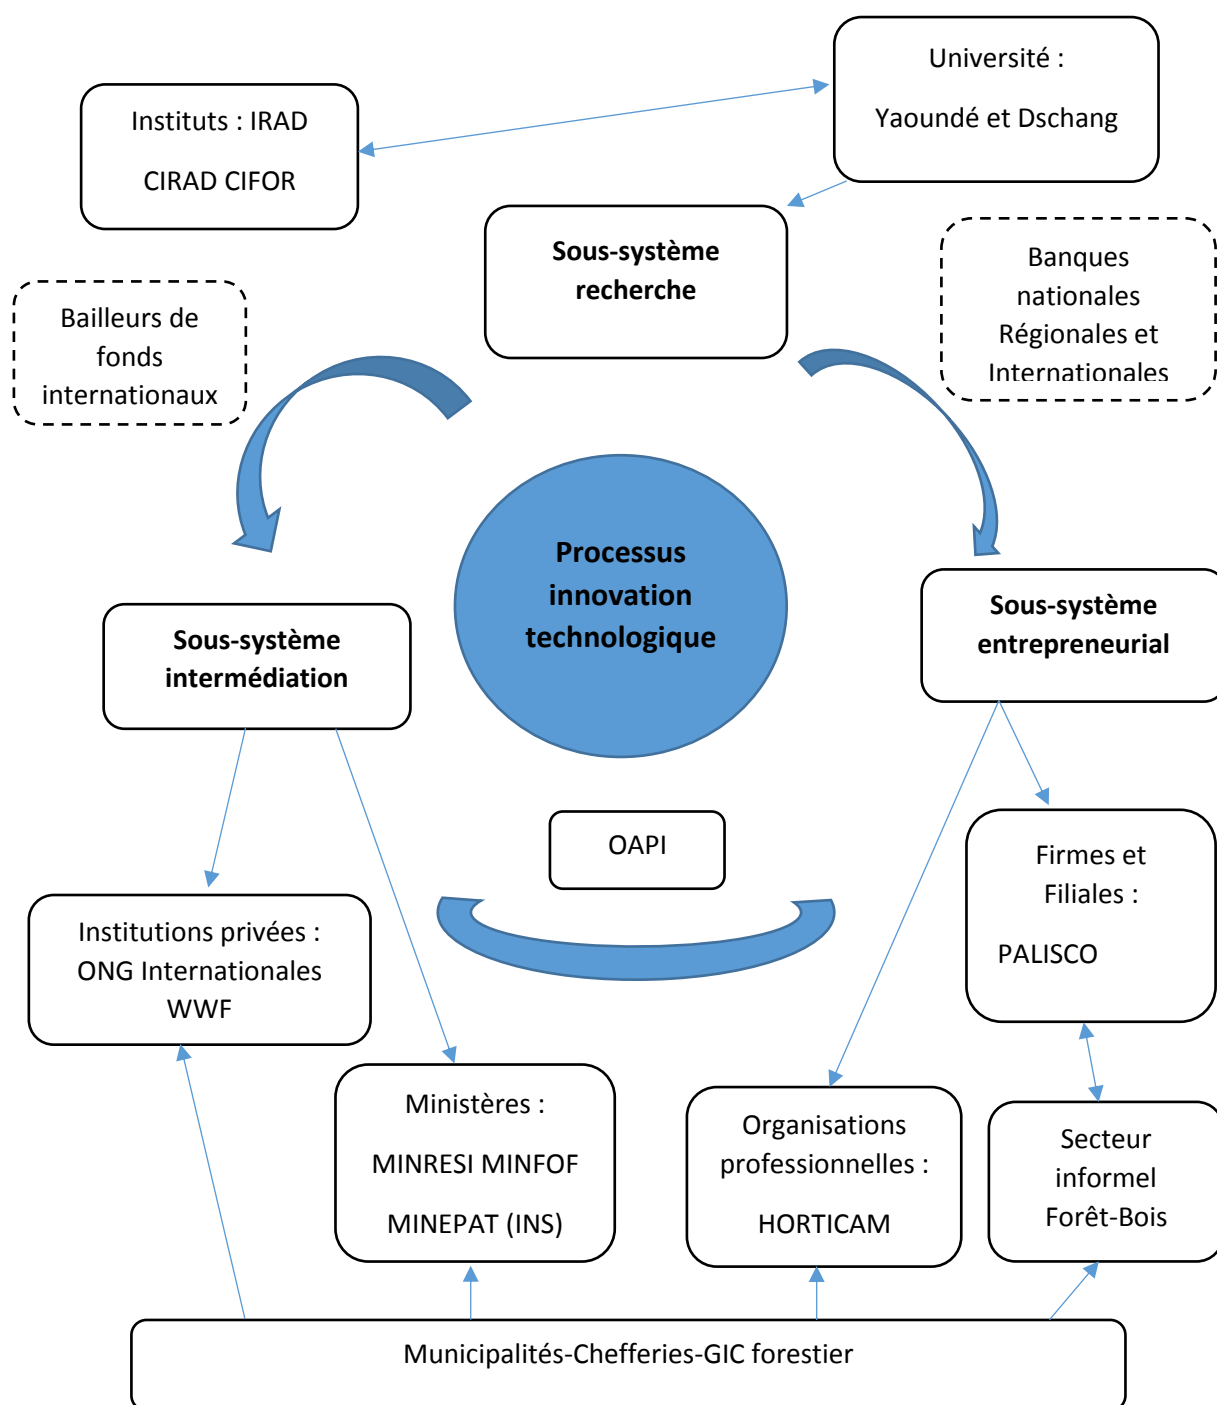 Université :
Yaoundé et Dschang
Instituts : IRAD
CIRAD CIFOR
Sous-système
recherche
Banques
nationales
Régionales et
Internationales
Bailleurs de
fonds
internationaux
Processus
innovation
technologique
Sous-système
intermédiation
Sous-système
entrepreneurial
OAPI
Firmes et
Filiales :
PALISCO
Institutions privées :
ONG Internationales
WWF
Ministères :
MINRESI MINFOF
MINEPAT (INS)
Organisations
professionnelles :
HORTICAM
Secteur
informel
Forêt-Bois
Municipalités-Chefferies-GIC forestier